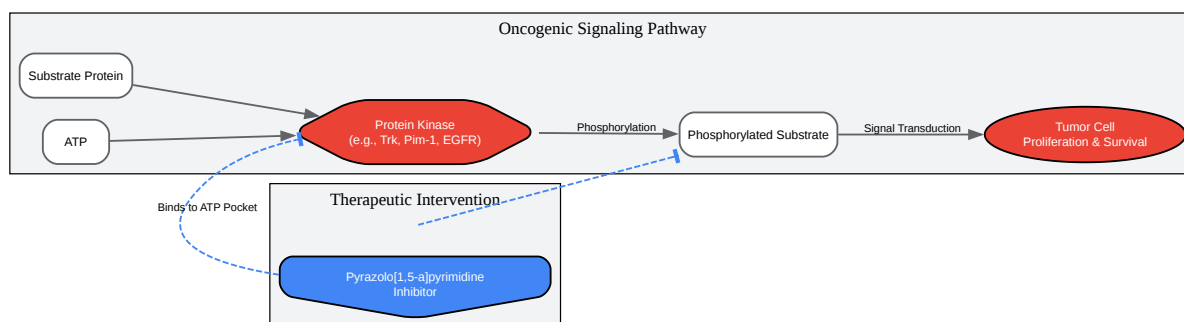 Oncogenic Signaling Pathway
Substrate Protein
ATP
Protein Kinase
(e.g., Trk, Pim-1, EGFR)
Phosphorylation
Phosphorylated Substrate
Signal Transduction
Tumor Cell
Proliferation & Survival
Therapeutic Intervention
Binds to ATP Pocket
Pyrazolo[1,5-a]pyrimidine
Inhibitor